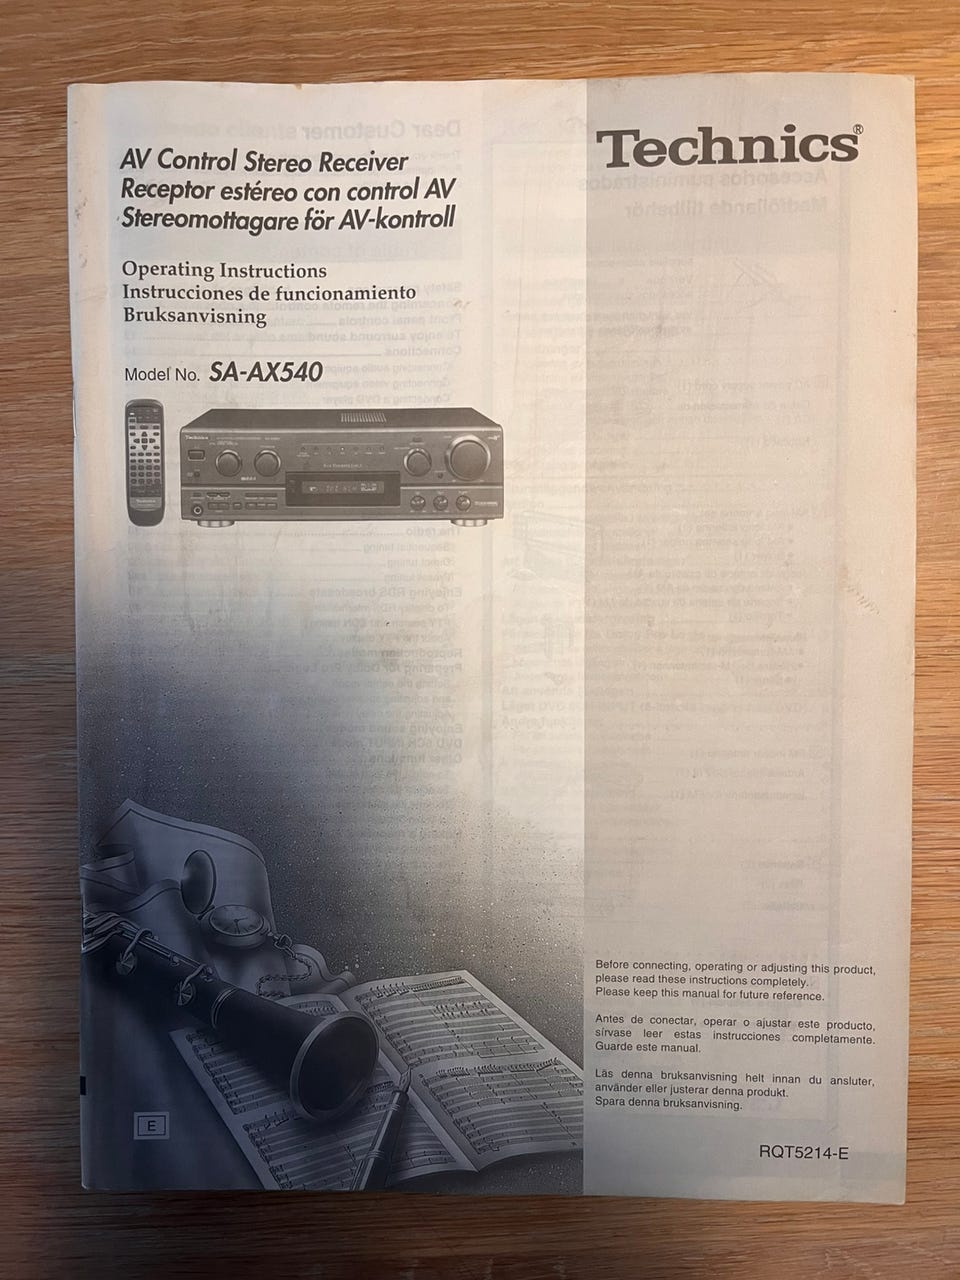 Technics®
AV Control Stereo Receiver
Receptor estéreo con control AV
Stereomottagare för AV-kontroll
Operating Instructions
Instrucciones de funcionamiento
Bruksanvisning
Model No. SA-AX540
Technics
Technics
Before connecting, operating or adjusting this product,
please read these instructions completely.
Please keep this manual for future reference.
Antes de conectar, operar o ajustar este producto,
sírvase leer estas instrucciones completamente.
Guarde este manual.
Läs denna bruksanvisning helt innan du ansluter,
använder eller justerar denna produkt.
Spara denna bruksanvisning.
E
RQT5214-E